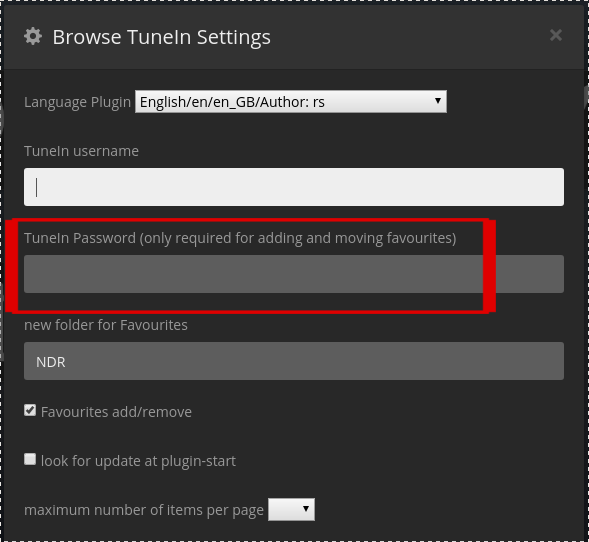 Browse TuneIn Settings
Language Plugin English/en/en_GB/Author: rs
TuneIn username
TuneIn Password (only required for adding and moving favourites)
new folder for Favourites
NDR
Favourites add/remove
look for update at plugin-start
maximum number of items per page